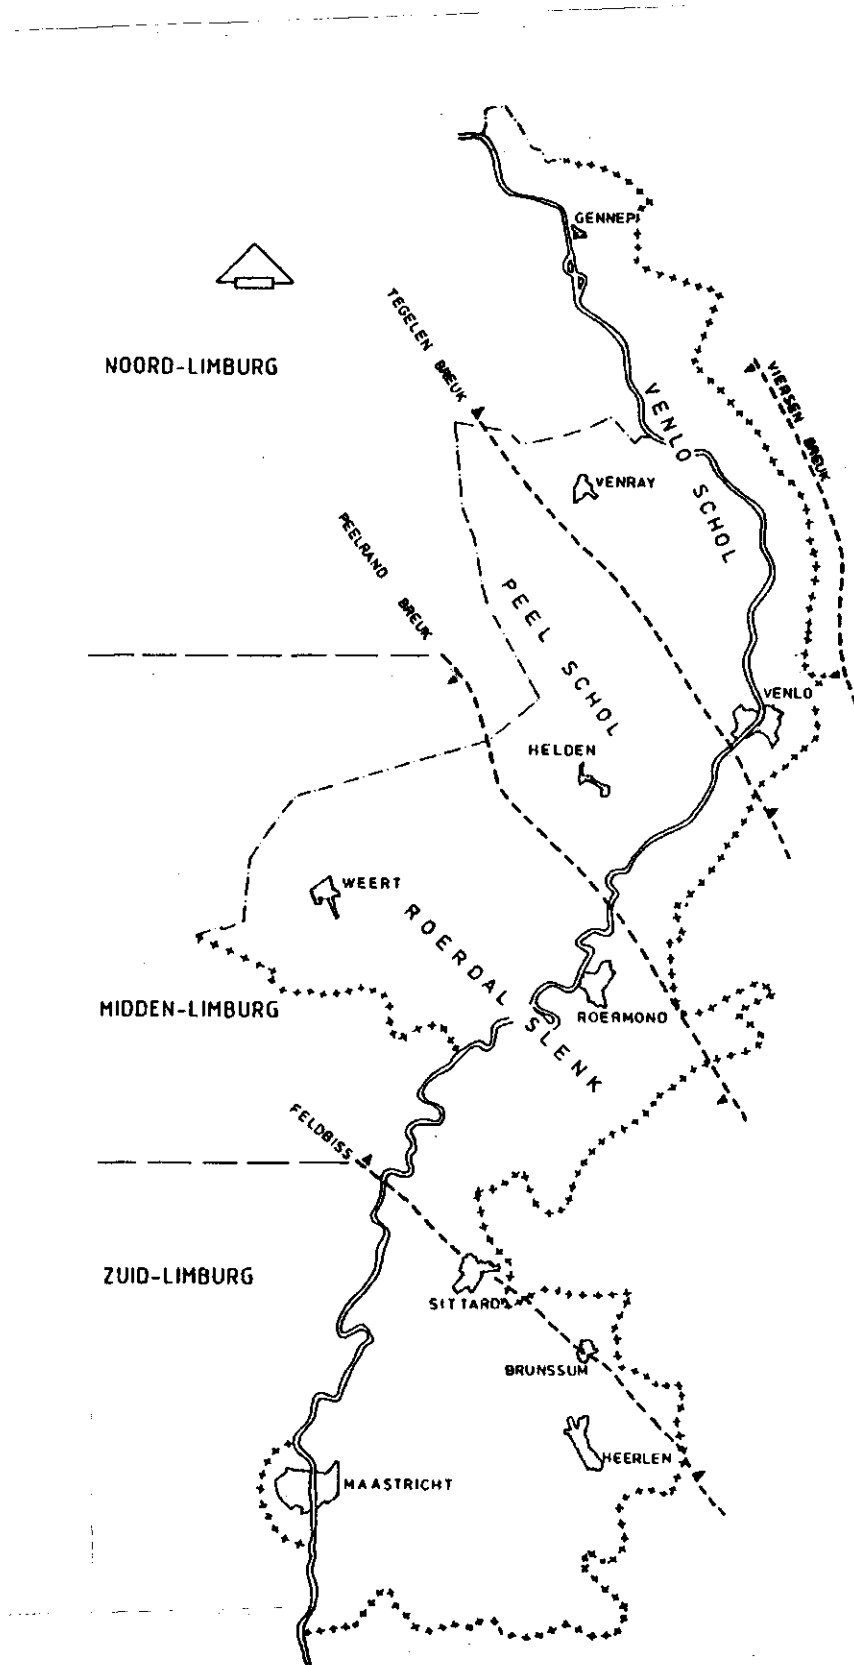 GENNEP
TEGELEN BREUK
NOORD-LIMBURG
VIERSEN BREUK
VENLO SCHOL
VENRAY
PEELRAND BREUK
PEEL SCHOL
VENLO
HELDEN
WEERT
ROERDAL SLENK
MIDDEN-LIMBURG
ROERMOND
FELDBISS
ZUID-LIMBURG
SITTARD
BRUNSSUM
HEERLEN
MAASTRICHT